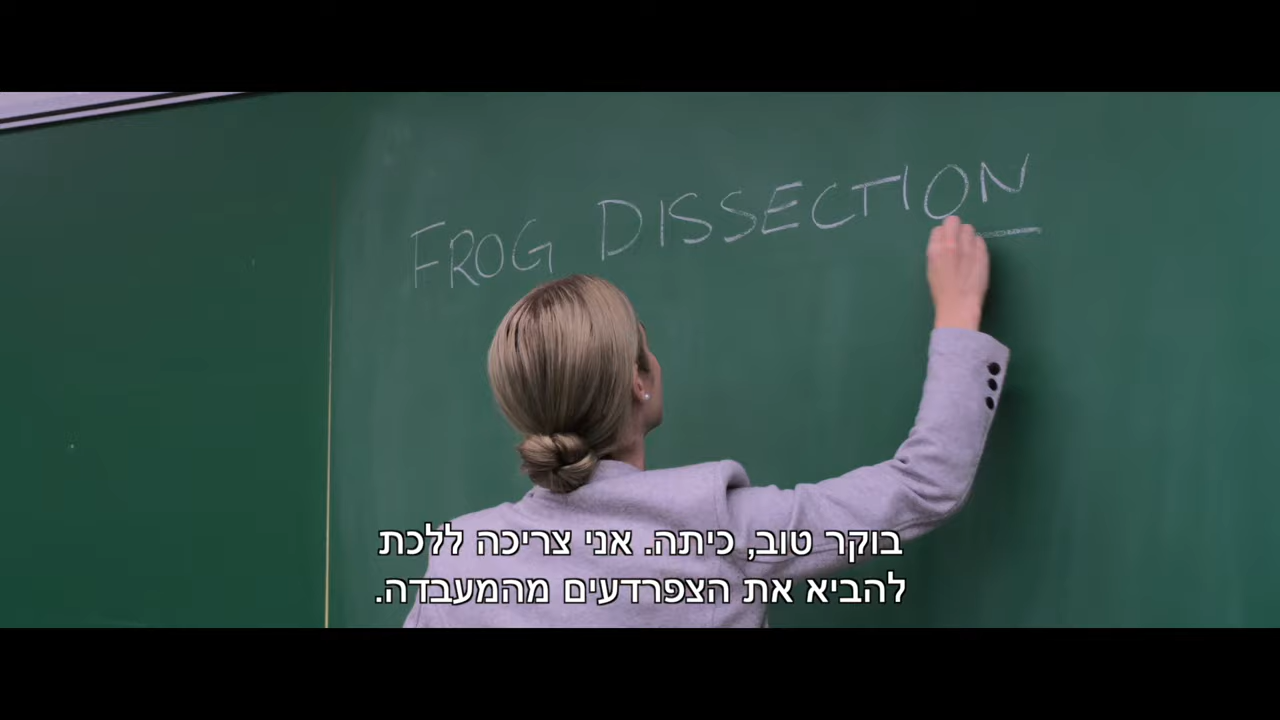 FROG DISSECTION
בוקר טוב, כיתה. אני צריכה ללכת
להביא את הצפרדעים מהמעבדה.